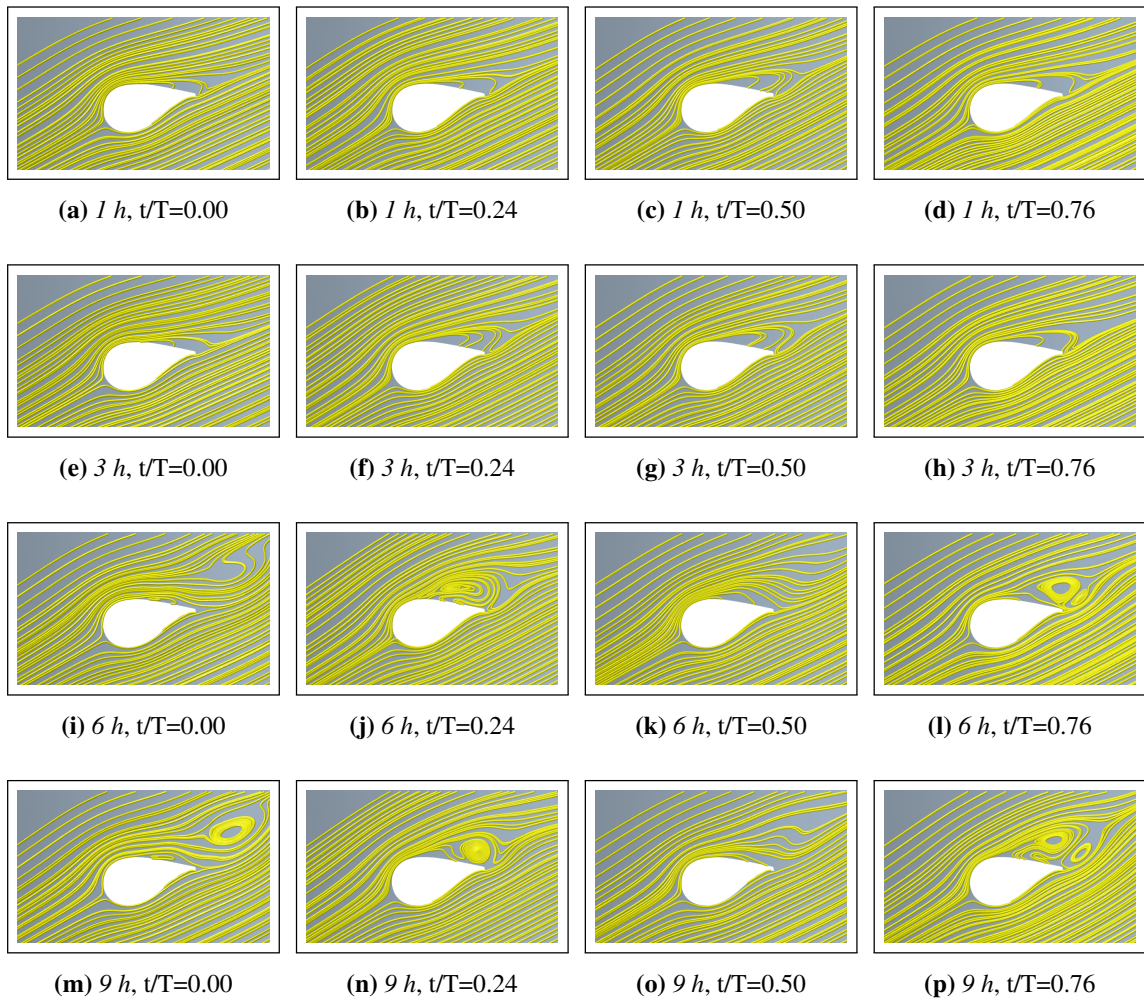 (a) 1 h, t/T=0.00 (b) 1 h, t/T=0.24 (c) 1 h, t/T=0.50 (d) 1 h, t/T=0.76
(e) 3 h, t/T=0.00 (f) 3 h, t/T=0.24 (g) 3 h, t/T=0.50 (h) 3 h, t/T=0.76
(i) 6 h, t/T=0.00 (j) 6 h, t/T=0.24 (k) 6 h, t/T=0.50 (l) 6 h, t/T=0.76
(m) 9 h, t/T=0.00 (n) 9 h, t/T=0.24 (o) 9 h, t/T=0.50 (p) 9 h, t/T=0.76